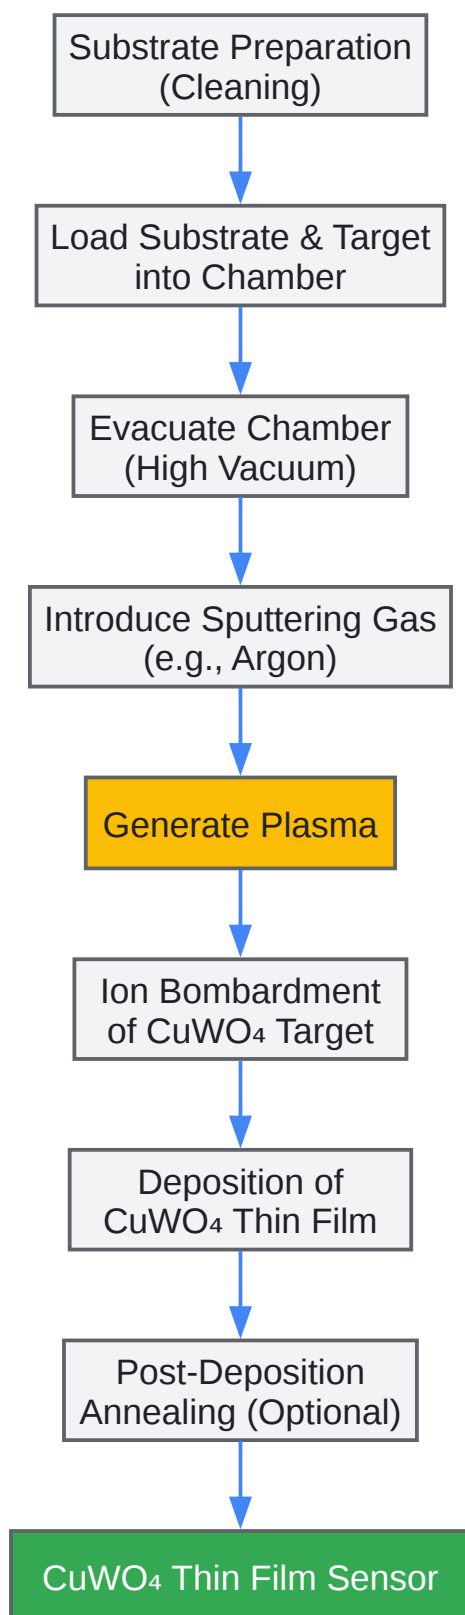 Substrate Preparation
(Cleaning)
Load Substrate & Target
into Chamber
Evacuate Chamber
(High Vacuum)
Introduce Sputtering Gas
(e.g., Argon)
Generate Plasma
Ion Bombardment
of CuWO₄ Target
Deposition of
CuWO₄ Thin Film
Post-Deposition
Annealing (Optional)
CuWO₄ Thin Film Sensor